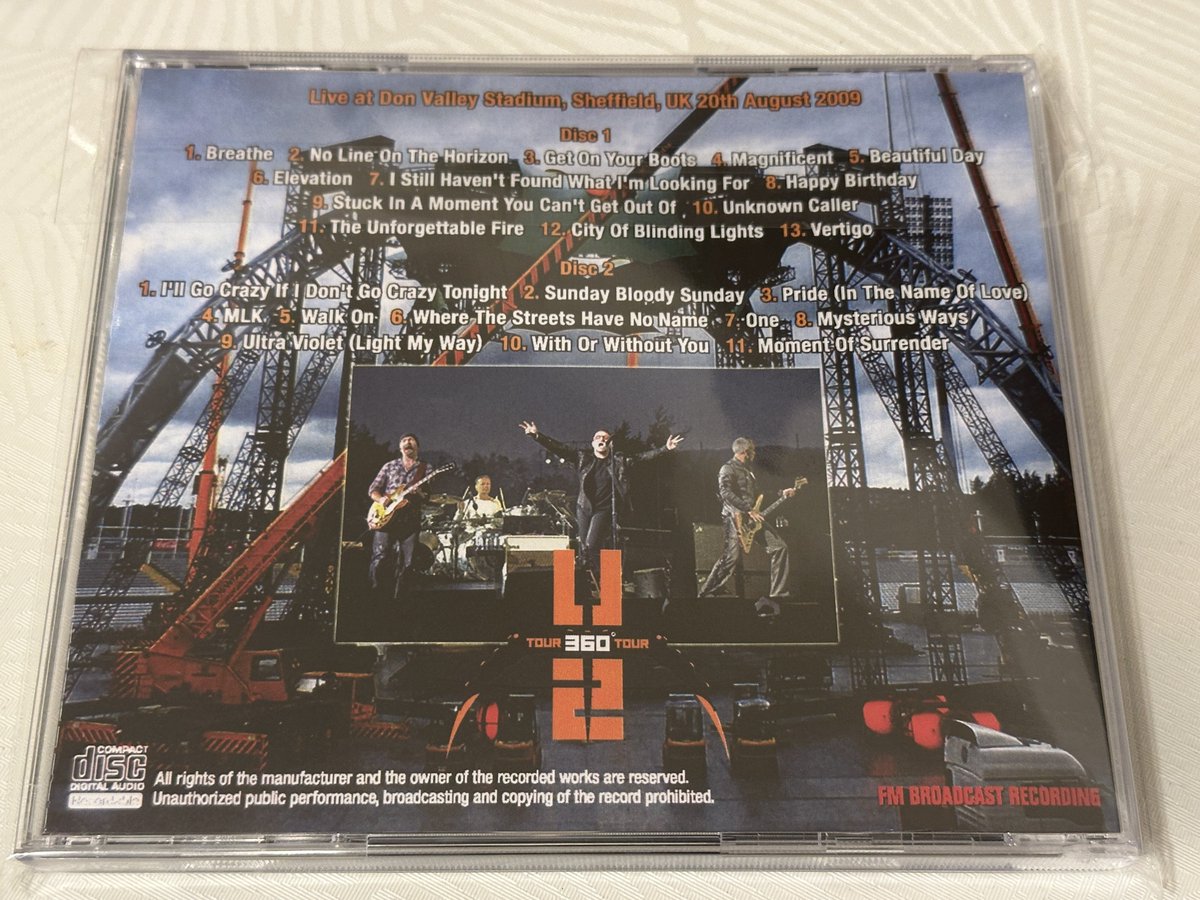 Live at Don Valley Stadium, Sheffield, UK 20th August 2009
Disc 1
1. Breathe 2. No Line On The Horizon 3. Get On Your Boots 4. Magnificent 5. Beautiful Day
6. Elevation 7. I Still Haven't Found What I'm Looking For 8. Happy Birthday
9. Stuck In A Moment You Can't Get Out Of 10. Unknown Caller
11. The Unforgettable Fire 12. City Of Blinding Lights 13. Vertigo
Disc 2
1. I'll Go Crazy If I Don't Go Crazy Tonight 2. Sunday Bloody Sunday 3. Pride (In The Name Of Love)
4. MLK 5. Walk On 6. Where The Streets Have No Name 7. One 8. Mysterious Ways
9. Ultra Violet (Light My Way) 10. With Or Without You 11. Moment Of Surrender
U
TOUR 360° TOUR
2
COMPACT
disc
DIGITAL AUDIO
All rights of the manufacturer and the owner of the recorded works are reserved.
Unauthorized public performance, broadcasting and copying of the record prohibited.
FM BROADCAST RECORDING